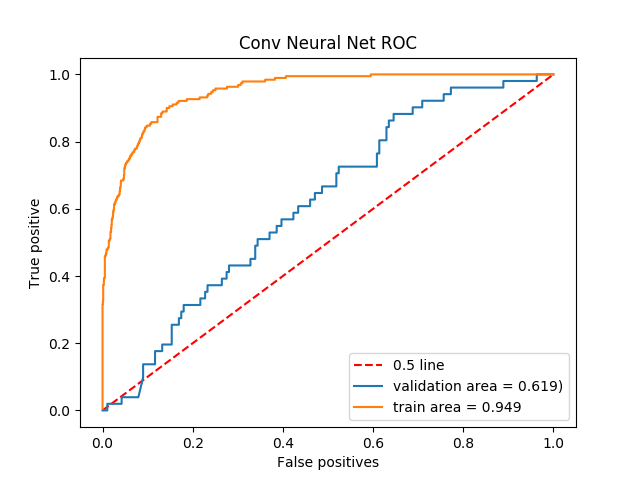 Conv Neural Net ROC
1.0
0.8
0.6
0.4
0.2
0.0
True positive
0.5 line
validation area = 0.619)
train area = 0.949
0.0 0.2 0.4 0.6 0.8 1.0
False positives